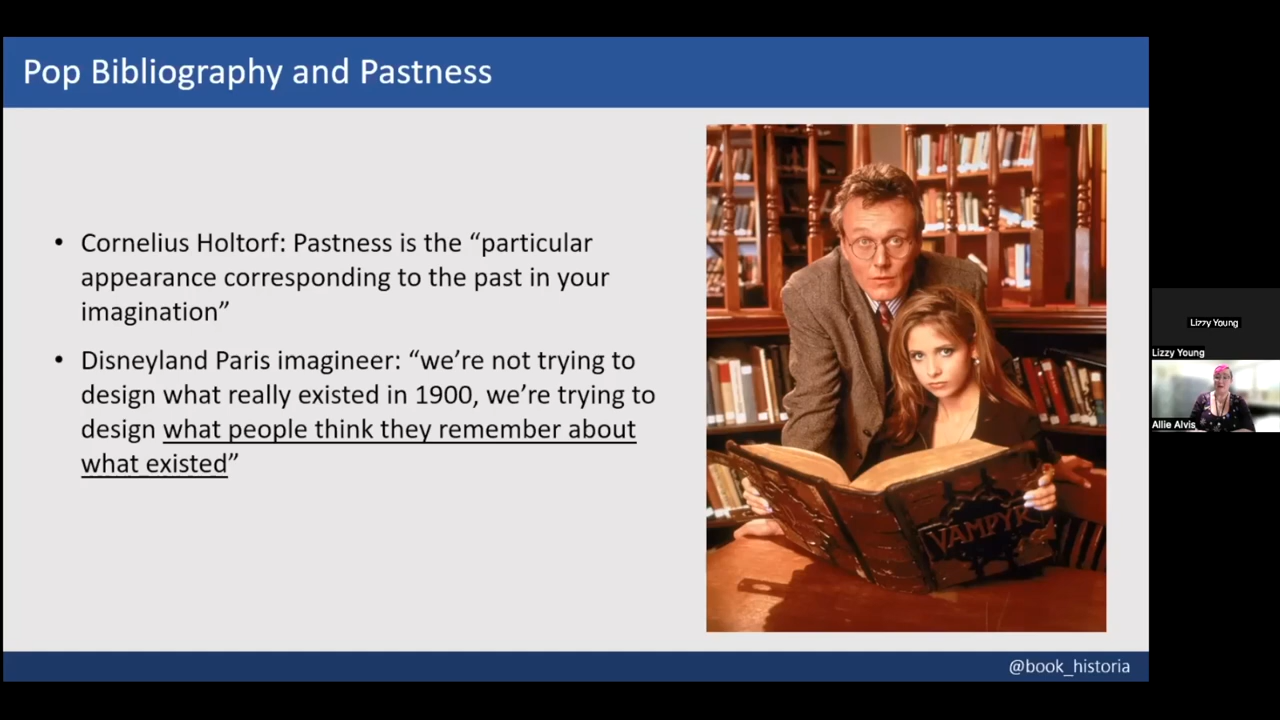 Pop Bibliography and Pastness
• Cornelius Holtorf: Pastness is the “particular
appearance corresponding to the past in your
imagination”
• Disneyland Paris imagineer: “we’re not trying to
design what really existed in 1900, we’re trying to
design what people think they remember about
what existed”
VAMPYR
@book_historia
Lizzy Young
Lizzy Young
Allie Alvis